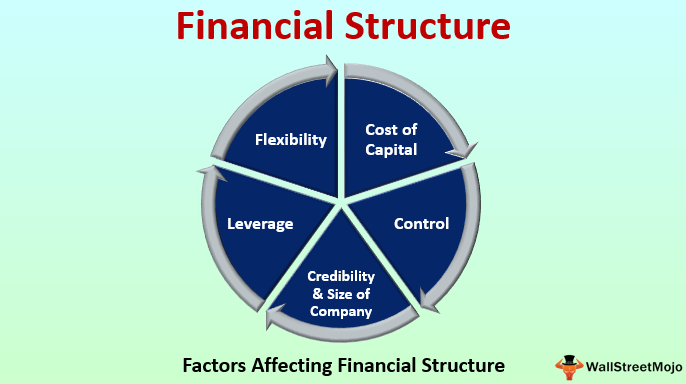 Financial Structure
Flexibility
Cost of
Capital
Leverage
Control
Credibility
& Size of
Company
Factors Affecting Financial Structure
WallStreetMojo